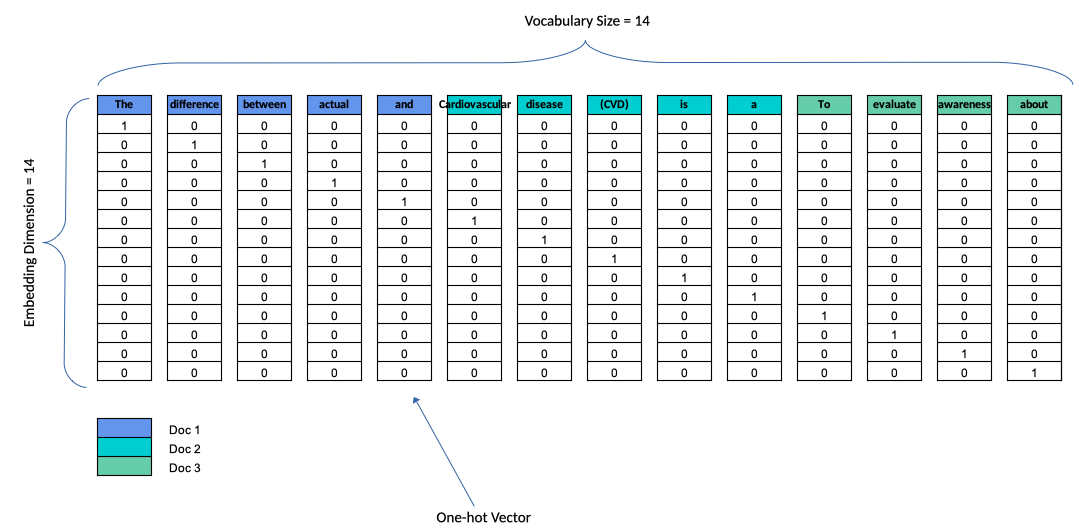 Vocabulary Size = 14
Embedding Dimension = 14
The difference between actual and Cardiovascular disease (CVD) is a To evaluate awareness about
1 0 0 0 0 0 0 0 0 0 0 0 0 0
0 1 0 0 0 0 0 0 0 0 0 0 0 0
0 0 1 0 0 0 0 0 0 0 0 0 0 0
0 0 0 1 0 0 0 0 0 0 0 0 0 0
0 0 0 0 1 0 0 0 0 0 0 0 0 0
0 0 0 0 0 1 0 0 0 0 0 0 0 0
0 0 0 0 0 0 1 0 0 0 0 0 0 0
0 0 0 0 0 0 0 1 0 0 0 0 0 0
0 0 0 0 0 0 0 0 1 0 0 0 0 0
0 0 0 0 0 0 0 0 0 1 0 0 0 0
0 0 0 0 0 0 0 0 0 0 1 0 0 0
0 0 0 0 0 0 0 0 0 0 0 1 0 0
0 0 0 0 0 0 0 0 0 0 0 0 1 0
0 0 0 0 0 0 0 0 0 0 0 0 0 1
Doc 1
Doc 2
Doc 3
One-hot Vector